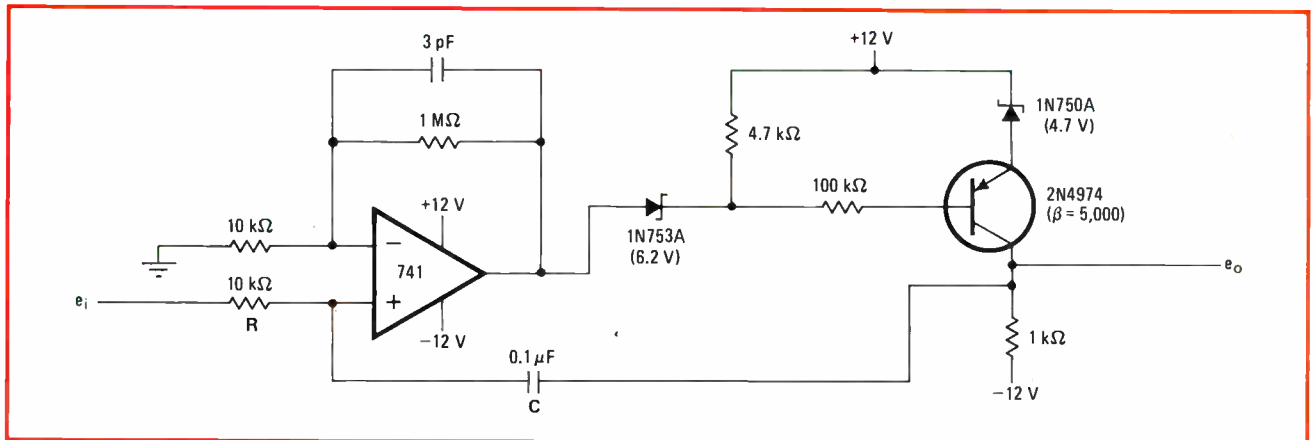 3 pF
1 MΩ
+12 V
1N750A
(4.7 V)
4.7 kΩ
100 kΩ
2N4974
(β = 5,000)
1N753A
(6.2 V)
10 kΩ
+12 V
−
741
+
−12 V
10 kΩ
ei
R
eo
1 kΩ
−12 V
0.1 μF
C